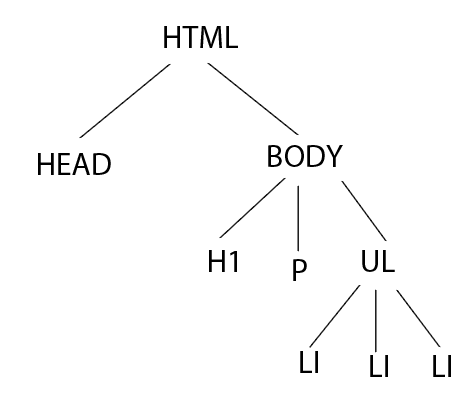 HTML
HEAD BODY
H1 P UL
LI LI LI